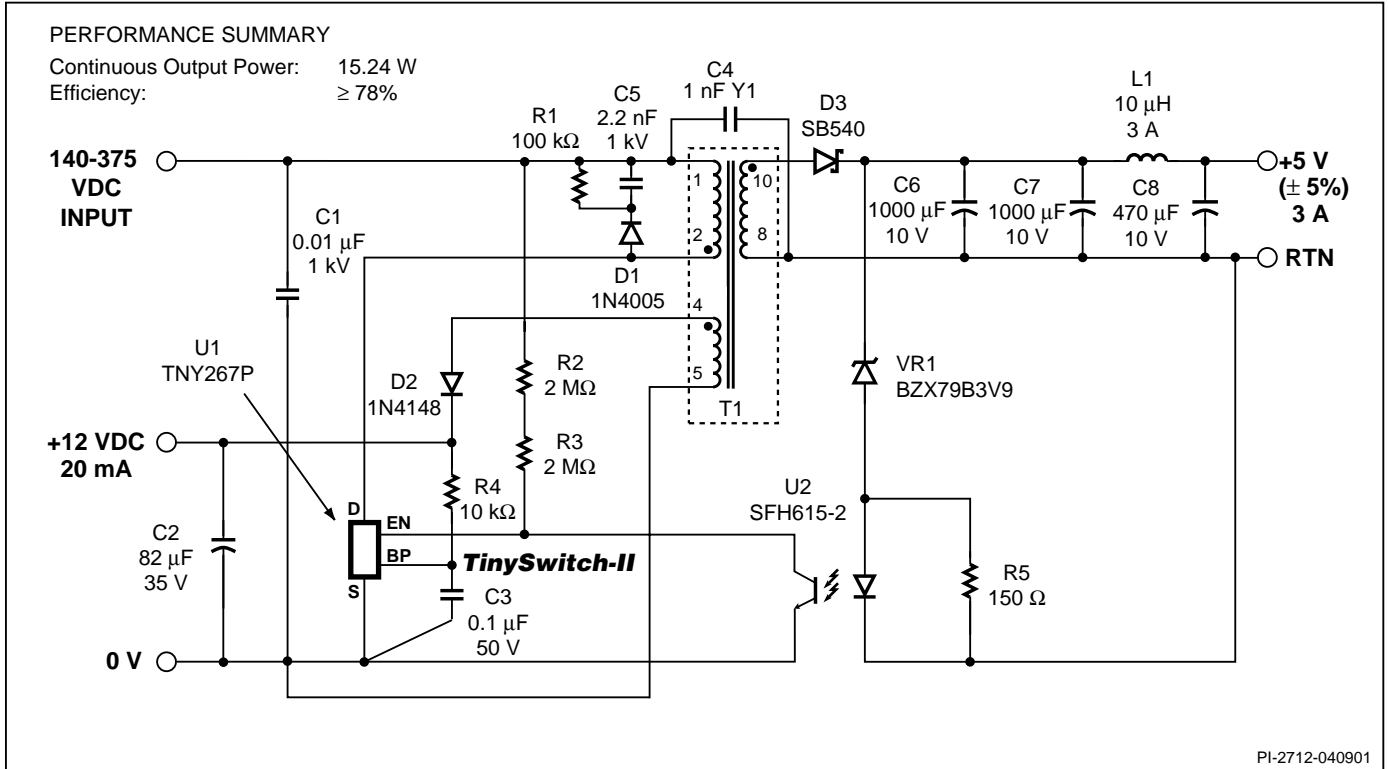 PERFORMANCE SUMMARY
Continuous Output Power: 15.24 W
Efficiency: ≥ 78%
C4
1 nF Y1
L1
10 µH
3 A
C5
2.2 nF
1 kV
D3
SB540
R1
100 kΩ
140-375
VDC
INPUT
+5 V
(± 5%)
3 A
1
10
C6
1000 µF
10 V
C7
1000 µF
10 V
C8
470 µF
10 V
C1
0.01 µF
1 kV
2
8
RTN
D1
1N4005
4
U1
TNY267P
R2
2 MΩ
VR1
BZX79B3V9
D2
1N4148
5
T1
+12 VDC
20 mA
R3
2 MΩ
R4
10 kΩ
U2
SFH615-2
D
EN
BP
S
TinySwitch-II
C2
82 µF
35 V
C3
0.1 µF
50 V
R5
150 Ω
0 V
PI-2712-040901